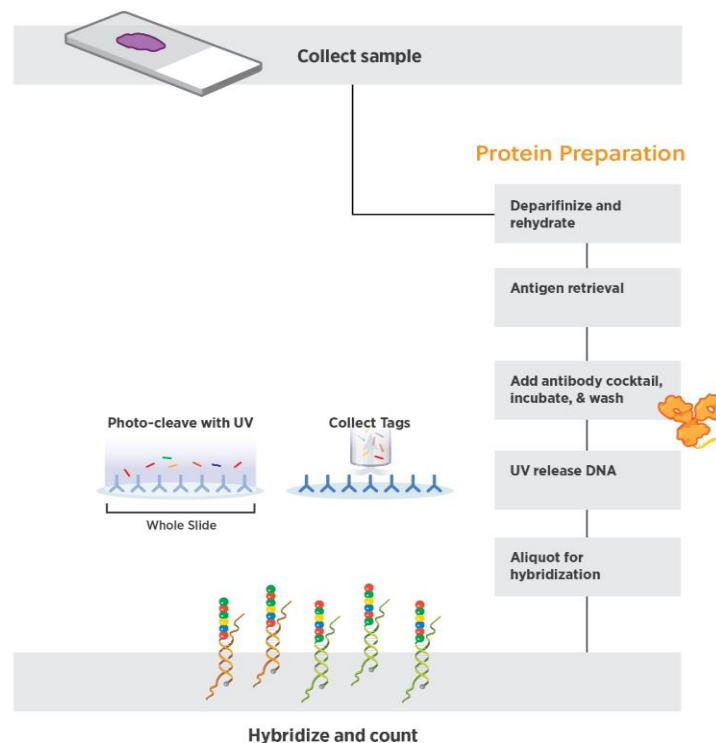 Collect sample
Protein Preparation
Deparifinize and
rehydrate
Antigen retrieval
Add antibody cocktail,
incubate, & wash
Photo-cleave with UV
Collect Tags
UV release DNA
Whole Slide
Aliquot for
hybridization
Hybridize and count